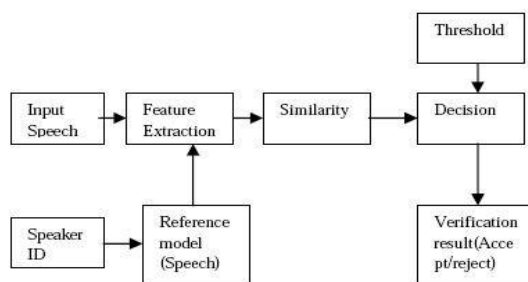 Threshold
Input
Speech
Feature
Extraction
Similarity
Decision
Speaker
ID
Reference
model
(Speech)
Verification
result(Acce
pt/reject)